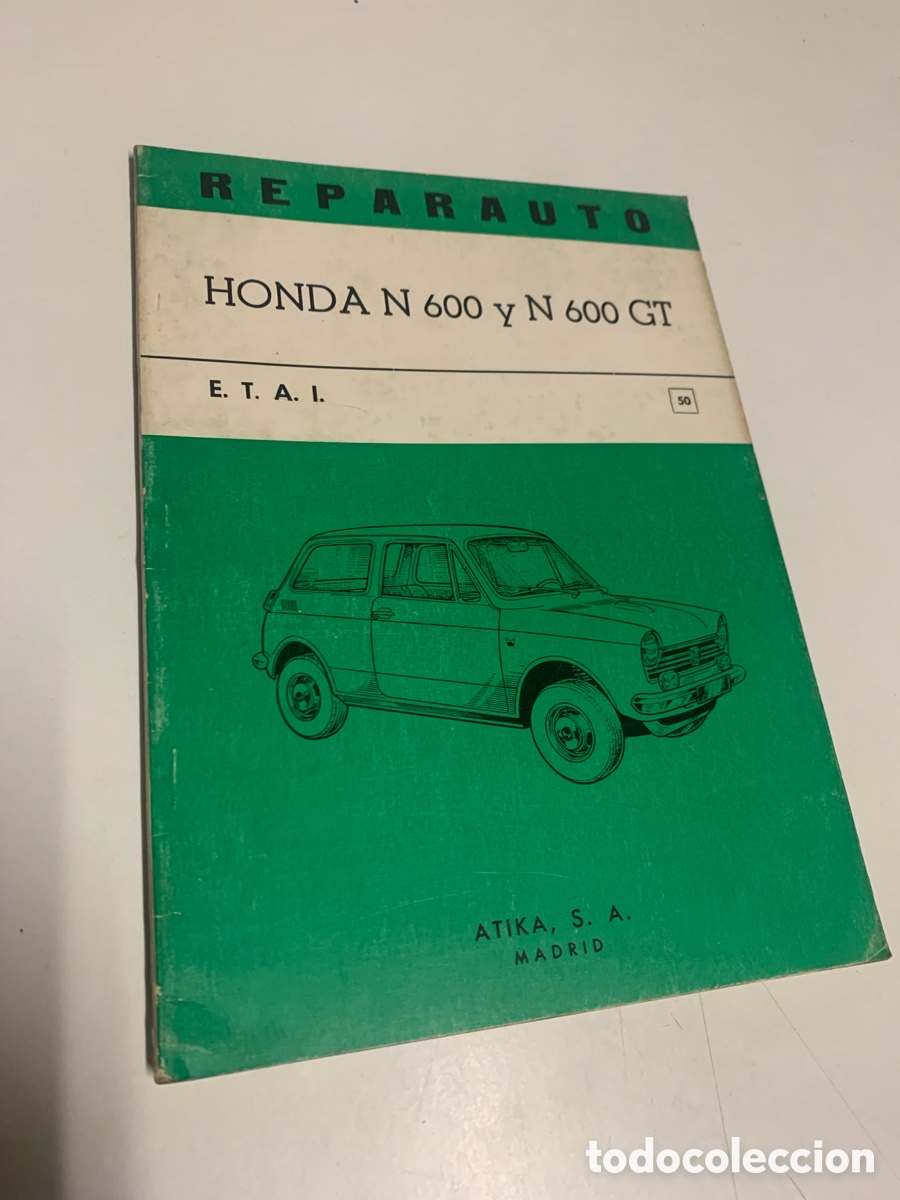 REPARAUTO
HONDA N 600 y N 600 GT
E. T. A. I.
50
ATIKA, S. A.
MADRID
todocoleccion